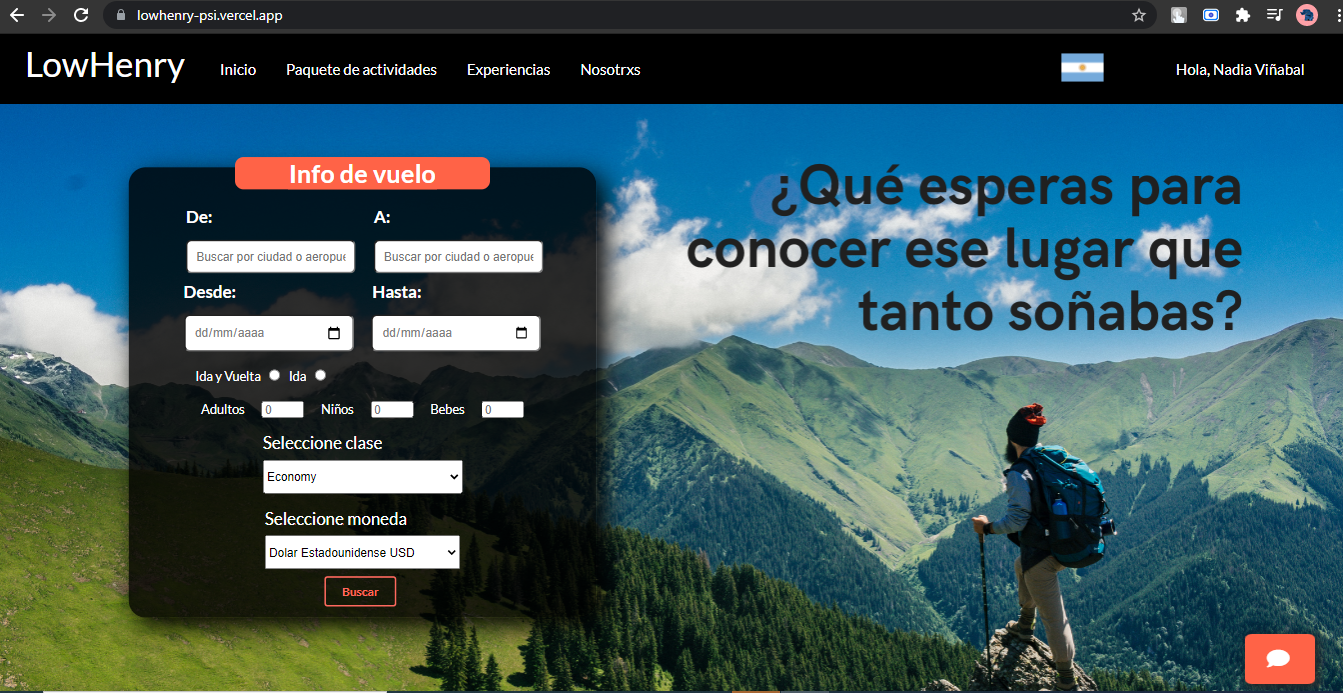 lowhenry-psi.vercel.app
LowHenry Inicio Paquete de actividades Experiencias Nosotrxs Hola, Nadia Viñabal
Info de vuelo
De: A:
Buscar por ciudad o aeropue Buscar por ciudad o aeropue
Desde: Hasta:
dd/mm/aaaa dd/mm/aaaa
Ida y Vuelta Ida
Adultos 0 Niños 0 Bebes 0
Seleccione clase
Economy
Seleccione moneda
Dolar Estadounidense USD
Buscar
¿Qué esperas para
conocer ese lugar que
tanto soñabas?